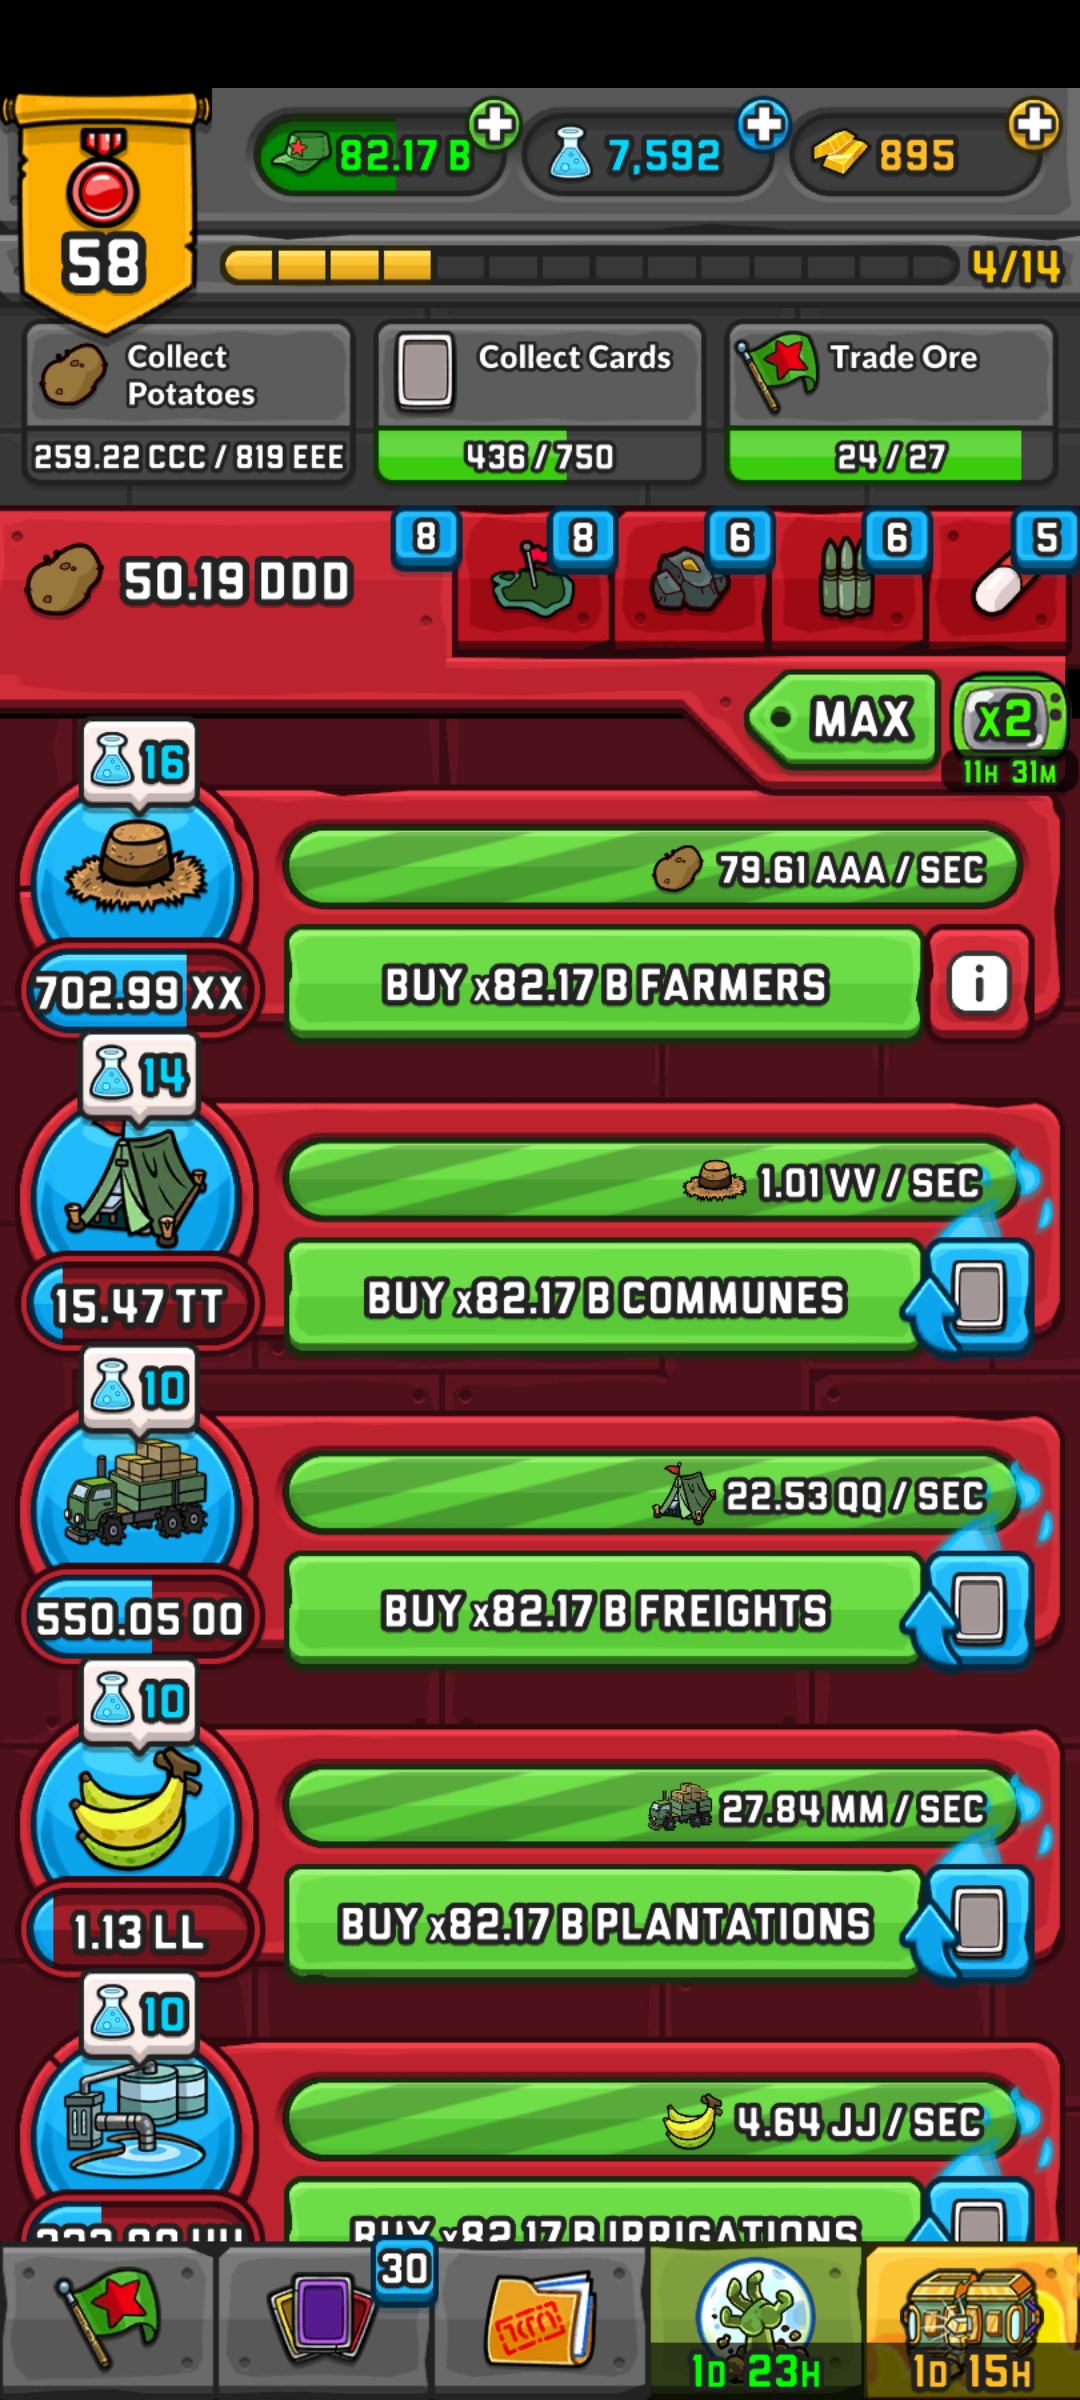 82.17 B
7,592
895
58
4/14
Collect Potatoes
259.22 CCC / 819 EEE
Collect Cards
436 / 750
Trade Ore
24 / 27
50.19 DDD
8
8
6
6
5
MAX
x2
11H 31M
16
79.61 AAA / SEC
702.99 XX
BUY x82.17 B FARMERS
i
14
1.01 VV / SEC
15.47 TT
BUY x82.17 B COMMUNES
10
22.53 QQ / SEC
550.05 OO
BUY x82.17 B FREIGHTS
10
27.84 MM / SEC
1.13 LL
BUY x82.17 B PLANTATIONS
10
4.64 JJ / SEC
BUY x82.17 B IRRIGATIONS
30
1D 23H
1D 15H